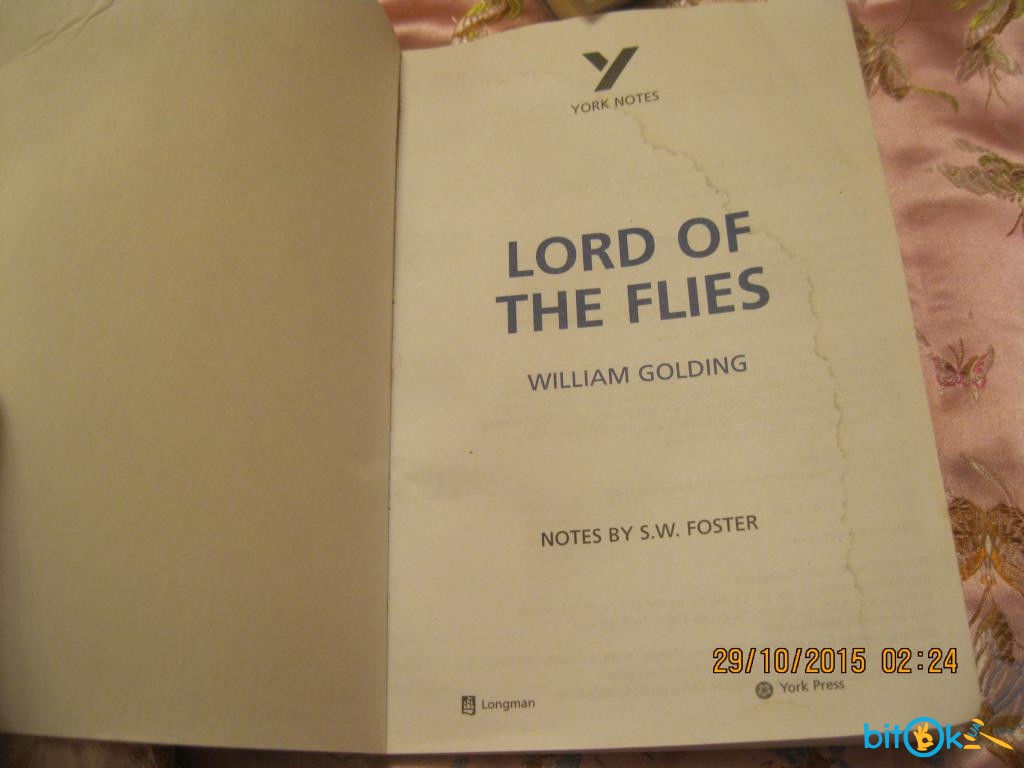 Y
YORK NOTES
LORD OF
THE FLIES
WILLIAM GOLDING
NOTES BY S.W. FOSTER
29/10/2015 02:24
Longman
York Press
bitOk
UA